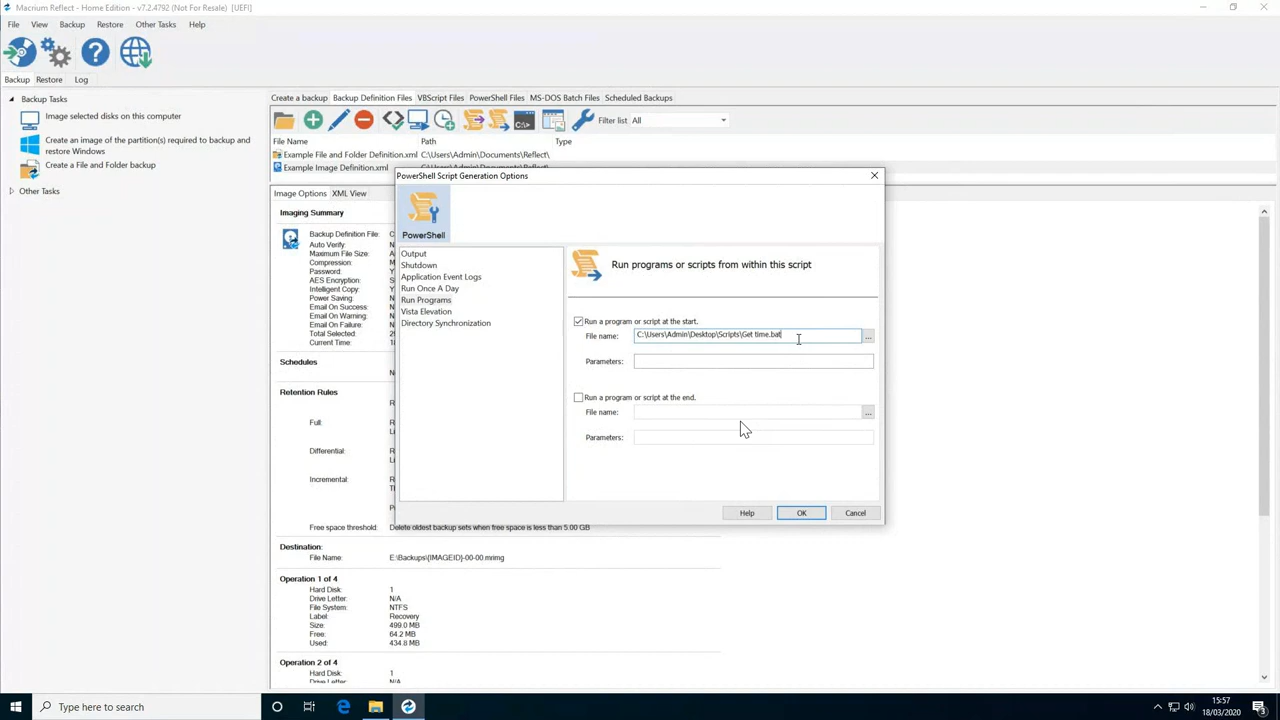 Macrium Reflect - Home Edition - v7.2.4792 (Not For Resale) [UEFI]
File View Backup Restore Other Tasks Help
Backup Restore Log
Backup Tasks
Image selected disks on this computer
Create an image of the partition(s) required to backup and
restore Windows
Create a File and Folder backup
Other Tasks
Create a backup Backup Definition Files VBScript Files PowerShell Files MS-DOS Batch Files Scheduled Backups
C:\>
Filter list All
File Name Path Type
Example File and Folder Definition.xml C:\Users\Admin\Documents\Reflect\
Example Image Definition.xml C:\Users\Admin\Documents\Reflect\
Image Options XML View
Imaging Summary
Backup Definition File: C
Auto Verify: N
Maximum File Size:
Compression: M
Password:
AES Encryption:
Intelligent Copy: Y
Power Saving: N
Email On Success: N
Email On Warning: N
Email On Failure: N
Total Selected: 2
Current Time: 1
Schedules
Retention Rules
Full:
Differential:
Incremental:
Free space threshold: Delete oldest backup sets when free space is less than 5.00 GB
Destination:
File Name: E:\Backups\{IMAGEID}-00-00.mrimg
Operation 1 of 4
Hard Disk: 1
Drive Letter: N/A
File System: NTFS
Label: Recovery
Size: 499.0 MB
Free: 64.2 MB
Used: 434.8 MB
Operation 2 of 4
Hard Disk: 1
Drive Letter: N/A
PowerShell Script Generation Options
PowerShell
Output
Shutdown
Application Event Logs
Run Once A Day
Run Programs
Vista Elevation
Directory Synchronization
Run programs or scripts from within this script
Run a program or script at the start.
File name: C:\Users\Admin\Desktop\Scripts\Get time.bat ...
Parameters:
Run a program or script at the end.
File name: ...
Parameters:
Help OK Cancel
Type here to search
15:57
18/03/2020
3